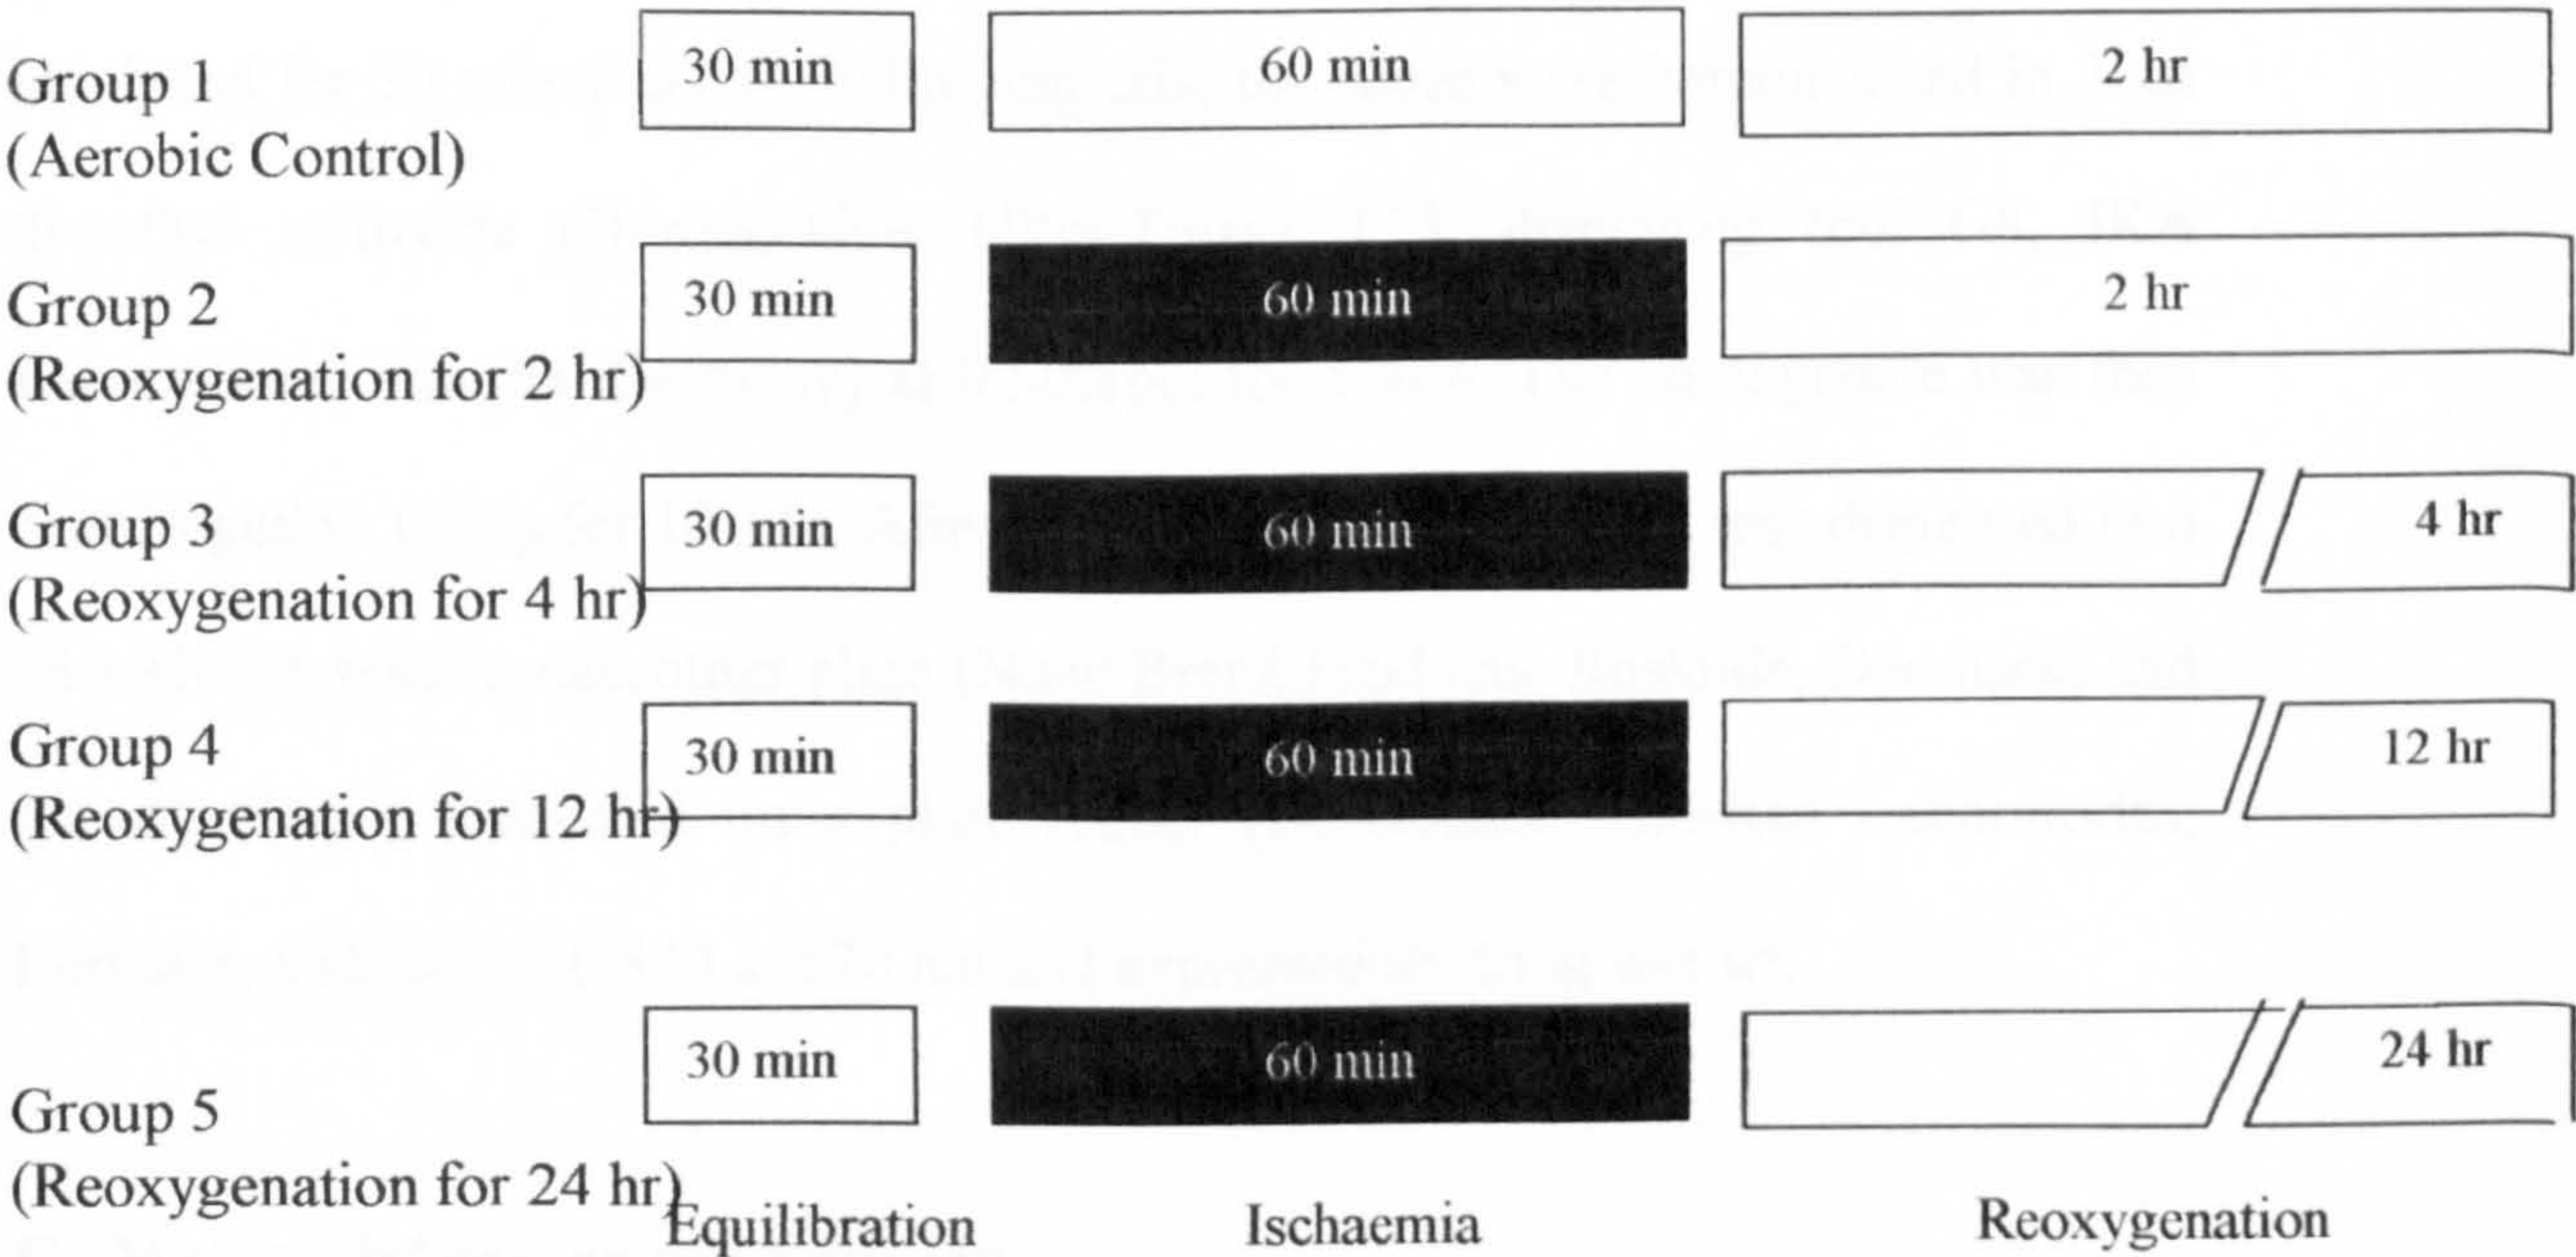 Group 1 30 min 60 min 2 hr
(Aerobic Control)
Group 2 30 min 60 min 2 hr
(Reoxygenation for 2 hr)
Group 3 30 min 60 min 4 hr
(Reoxygenation for 4 hr)
Group 4 30 min 60 min 12 hr
(Reoxygenation for 12 hr)
Group 5 30 min 60 min 24 hr
(Reoxygenation for 24 hr)
Equilibration Ischaemia Reoxygenation